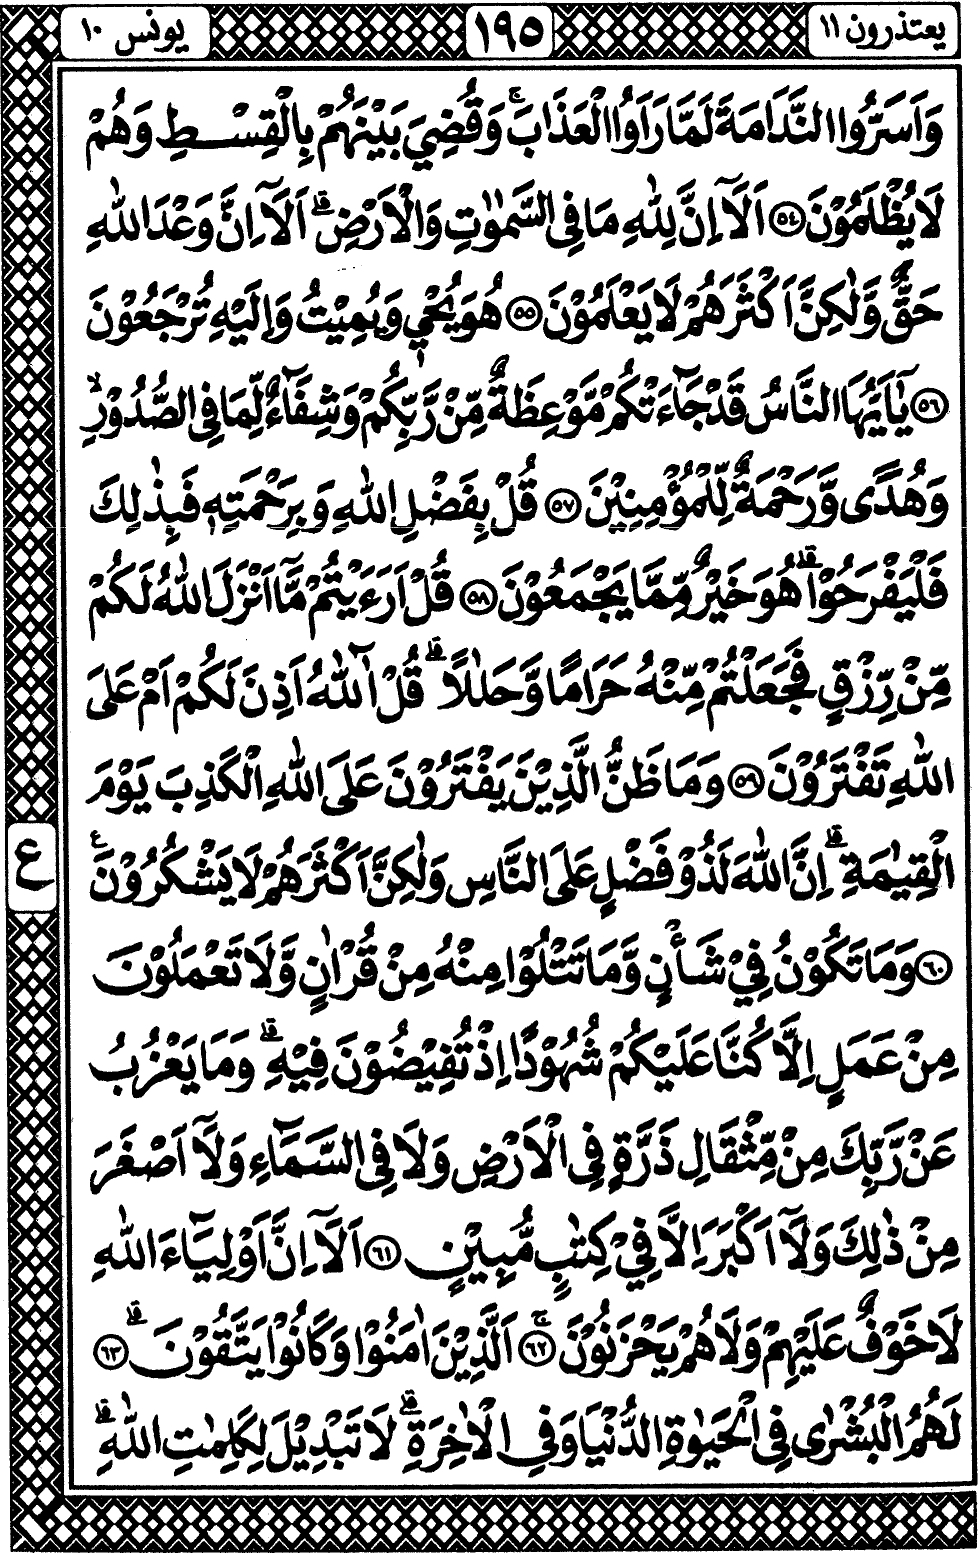 یعتذرون ١١
١٩٥
یونس ١٠
وَاَسَرُّوا النَّدَامَةَ لَمَّا رَاَوُا الْعَذَابَ ۚ وَقُضِيَ بَيْنَهُمْ بِالْقِسْطِ وَهُمْ
لَا يُظْلَمُوْنَ ﴿٥٤﴾ اَلَآ اِنَّ لِلّٰهِ مَا فِى السَّمٰوٰتِ وَالْاَرْضِ ؕ اَلَآ اِنَّ وَعْدَ اللّٰهِ
حَقٌّ وَّلٰكِنَّ اَكْثَرَهُمْ لَا يَعْلَمُوْنَ ﴿٥٥﴾ هُوَ يُحْيٖ وَيُمِيْتُ وَاِلَيْهِ تُرْجَعُوْنَ
﴿٥٦﴾ يٰٓاَيُّهَا النَّاسُ قَدْ جَآءَتْكُمْ مَّوْعِظَةٌ مِّنْ رَّبِّكُمْ وَشِفَآءٌ لِّمَا فِى الصُّدُوْرِ ۙ
وَهُدًى وَّرَحْمَةٌ لِّلْمُؤْمِنِيْنَ ﴿٥٧﴾ قُلْ بِفَضْلِ اللّٰهِ وَبِرَحْمَتِهٖ فَبِذٰلِكَ
فَلْيَفْرَحُوْا ؕ هُوَ خَيْرٌ مِّمَّا يَجْمَعُوْنَ ﴿٥٨﴾ قُلْ اَرَءَيْتُمْ مَّآ اَنْزَلَ اللّٰهُ لَكُمْ
مِّنْ رِّزْقٍ فَجَعَلْتُمْ مِّنْهُ حَرَامًا وَّحَلٰلًا ؕ قُلْ آٰللّٰهُ اَذِنَ لَكُمْ اَمْ عَلَى
اللّٰهِ تَفْتَرُوْنَ ﴿٥٩﴾ وَمَا ظَنُّ الَّذِيْنَ يَفْتَرُوْنَ عَلَى اللّٰهِ الْكَذِبَ يَوْمَ
الْقِيٰمَةِ ؕ اِنَّ اللّٰهَ لَذُوْ فَضْلٍ عَلَى النَّاسِ وَلٰكِنَّ اَكْثَرَهُمْ لَا يَشْكُرُوْنَ ع
ع
﴿٦٠﴾ وَمَا تَكُوْنُ فِيْ شَاْنٍ وَّمَا تَتْلُوْا مِنْهُ مِنْ قُرْاٰنٍ وَّلَا تَعْمَلُوْنَ
مِنْ عَمَلٍ اِلَّا كُنَّا عَلَيْكُمْ شُهُوْدًا اِذْ تُفِيْضُوْنَ فِيْهِ ؕ وَمَا يَعْزُبُ
عَنْ رَّبِّكَ مِنْ مِّثْقَالِ ذَرَّةٍ فِى الْاَرْضِ وَلَا فِى السَّمَآءِ وَلَآ اَصْغَرَ
مِنْ ذٰلِكَ وَلَآ اَكْبَرَ اِلَّا فِيْ كِتٰبٍ مُّبِيْنٍ ﴿٦١﴾ اَلَآ اِنَّ اَوْلِيَآءَ اللّٰهِ
لَا خَوْفٌ عَلَيْهِمْ وَلَا هُمْ يَحْزَنُوْنَ ۚ ﴿٦٢﴾ اَلَّذِيْنَ اٰمَنُوْا وَكَانُوْا يَتَّقُوْنَ ؕ ﴿٦٣﴾
لَهُمُ الْبُشْرٰى فِى الْحَيٰوةِ الدُّنْيَا وَفِى الْاٰخِرَةِ ؕ لَا تَبْدِيْلَ لِكَلِمٰتِ اللّٰهِ ؕ